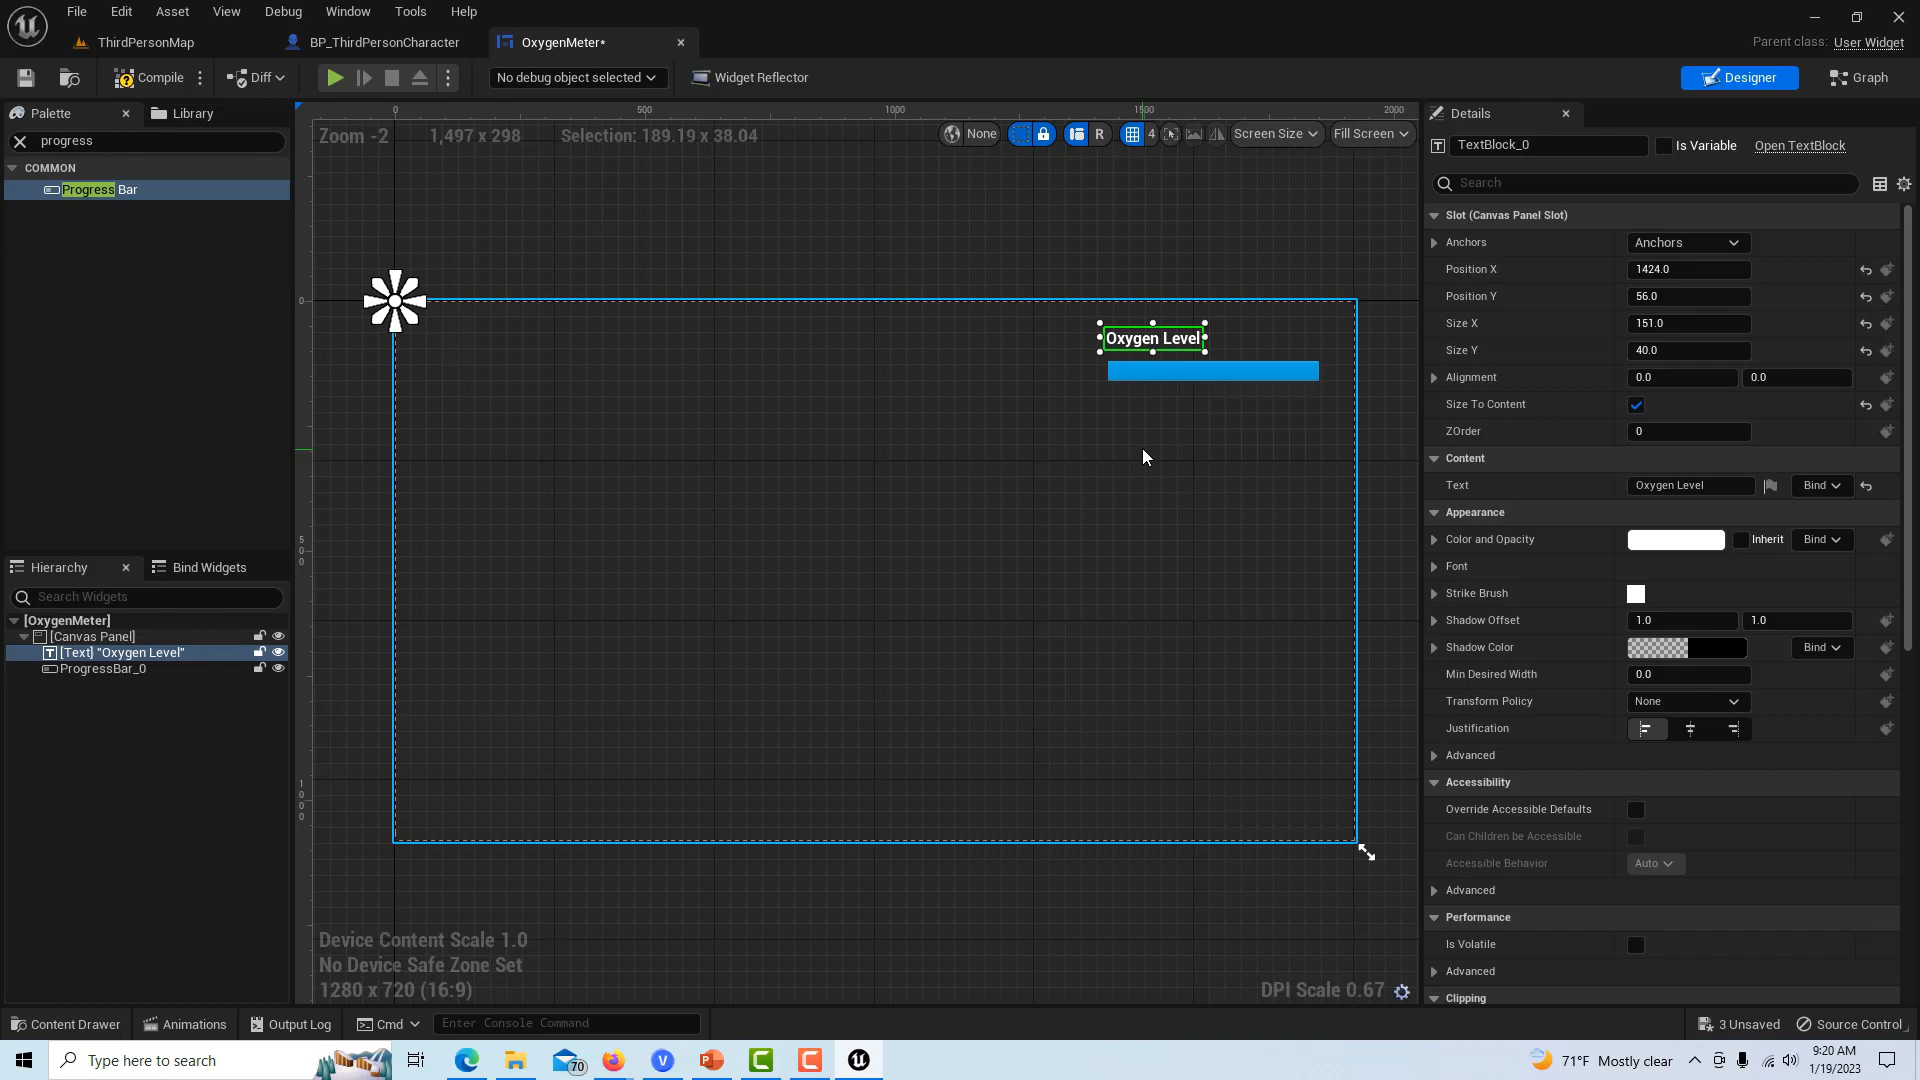 File Edit Asset View Debug Window Tools Help
ThirdPersonMap BP_ThirdPersonCharacter OxygenMeter*
Parent class: User Widget
Compile Diff No debug object selected Widget Reflector Designer Graph
Palette Library
progress
COMMON
Progress Bar
Hierarchy Bind Widgets
Search Widgets
[OxygenMeter]
[Canvas Panel]
[Text] "Oxygen Level"
ProgressBar_0
0 500 1000 1500 2000
Zoom -2 1,497 x 298 Selection: 189.19 x 38.04
None R 4 Screen Size Fill Screen
0
500
1000
Oxygen Level
Device Content Scale 1.0
No Device Safe Zone Set
1280 x 720 (16:9)
DPI Scale 0.67
Details
TextBlock_0 Is Variable Open TextBlock
Search
Slot (Canvas Panel Slot)
Anchors Anchors
Position X 1424.0
Position Y 56.0
Size X 151.0
Size Y 40.0
Alignment 0.0 0.0
Size To Content
ZOrder 0
Content
Text Oxygen Level Bind
Appearance
Color and Opacity Inherit Bind
Font
Strike Brush
Shadow Offset 1.0 1.0
Shadow Color Bind
Min Desired Width 0.0
Transform Policy None
Justification
Advanced
Accessibility
Override Accessible Defaults
Can Children be Accessible
Accessible Behavior Auto
Advanced
Performance
Is Volatile
Advanced
Clipping
Content Drawer Animations Output Log Cmd Enter Console Command 3 Unsaved Source Control
Type here to search 70 71°F Mostly clear 9:20 AM
1/19/2023